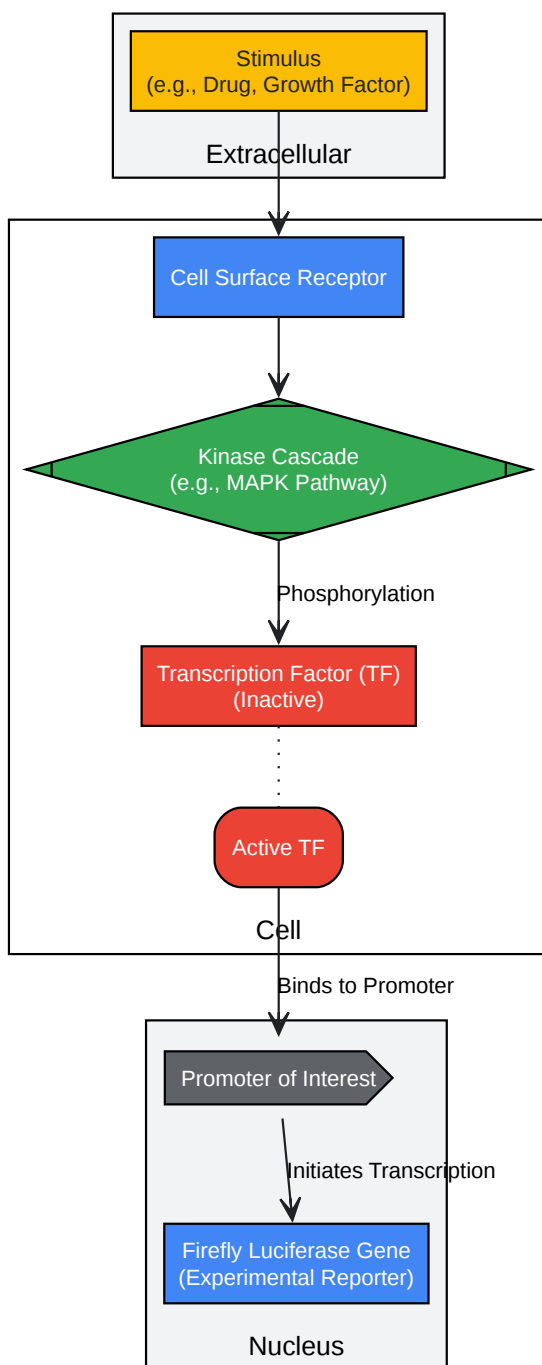 Stimulus
(e.g., Drug, Growth Factor)
Extracellular
Cell Surface Receptor
Kinase Cascade
(e.g., MAPK Pathway)
Phosphorylation
Transcription Factor (TF)
(Inactive)
Active TF
Cell
Binds to Promoter
Promoter of Interest
Initiates Transcription
Firefly Luciferase Gene
(Experimental Reporter)
Nucleus